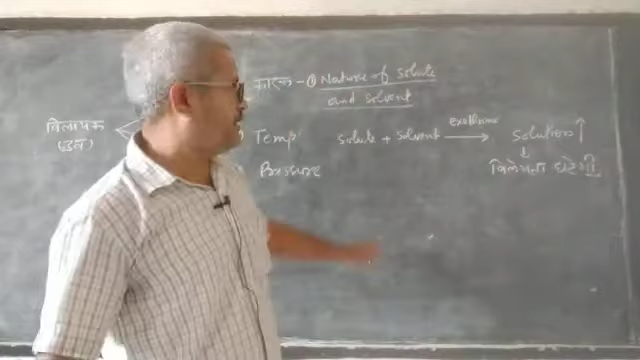 कारक - ① Nature of solute
and solvent
विलायक
(द्रव)
Temp
Solute + Solvent ⟶ Solution ↑
Exothermic
↓
Pressure
विलेयता घटेगी